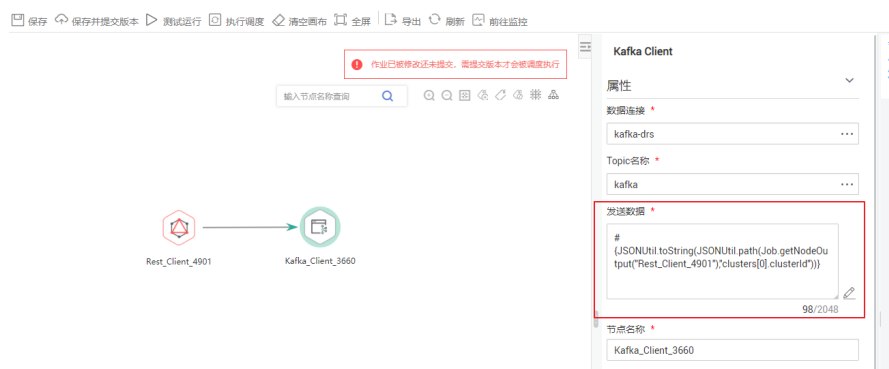 保存 保存并提交版本 测试运行 执行调度 清空画布 全屏 导出 刷新 前往监控
作业已被修改还未提交，需提交版本才会被调度执行
输入节点名称查询
Rest_Client_4901
Kafka_Client_3660
Kafka Client
属性
数据连接 *
kafka-drs
Topic名称 *
kafka
发送数据 *
#
{JSONUtil.toString(JSONUtil.path(Job.getNodeOu
tput("Rest_Client_4901"),"clusters[0].clusterId"))}
98/2048
节点名称 *
Kafka_Client_3660